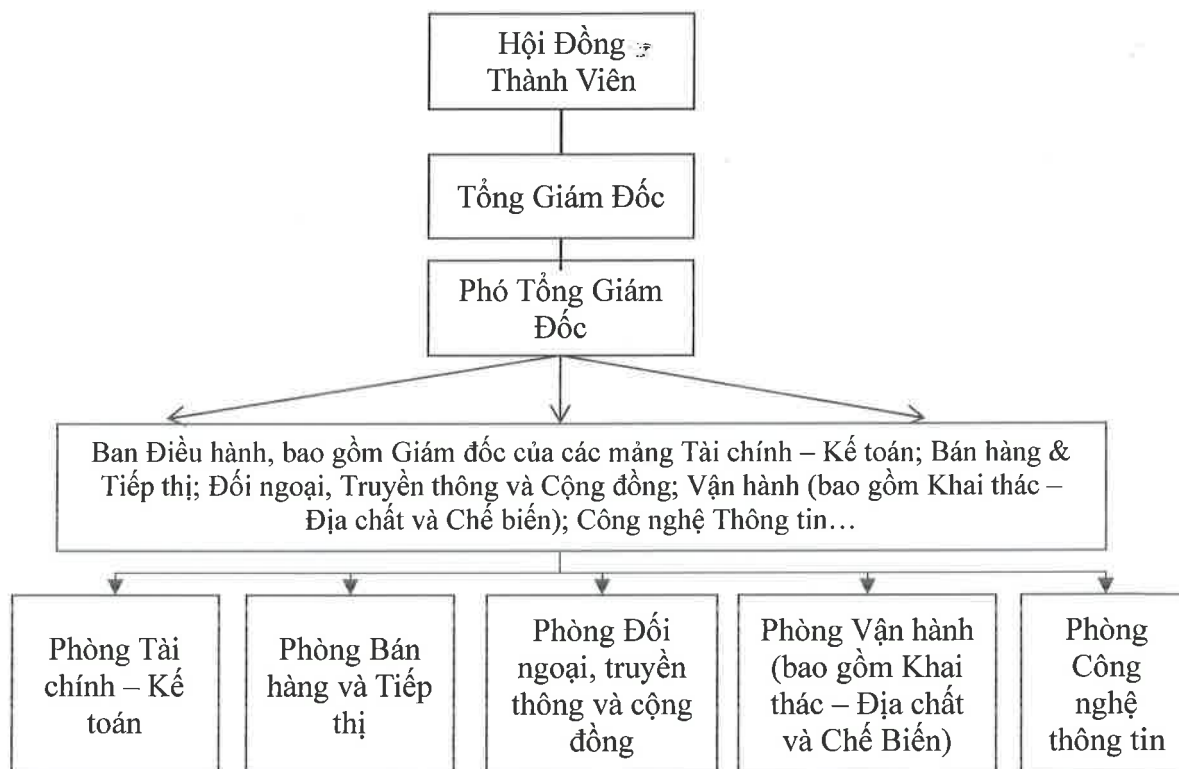 Hội Đồng
Thành Viên
Tổng Giám Đốc
Phó Tổng Giám
Đốc
Ban Điều hành, bao gồm Giám đốc của các mảng Tài chính – Kế toán; Bán hàng &
Tiếp thị; Đối ngoại, Truyền thông và Cộng đồng; Vận hành (bao gồm Khai thác –
Địa chất và Chế biến); Công nghệ Thông tin…
Phòng Tài
chính – Kế
toán
Phòng Bán
hàng và Tiếp
thị
Phòng Đối
ngoại, truyền
thông và cộng
đồng
Phòng Vận hành
(bao gồm Khai
thác – Địa chất
và Chế Biến)
Phòng
Công
nghệ
thông tin